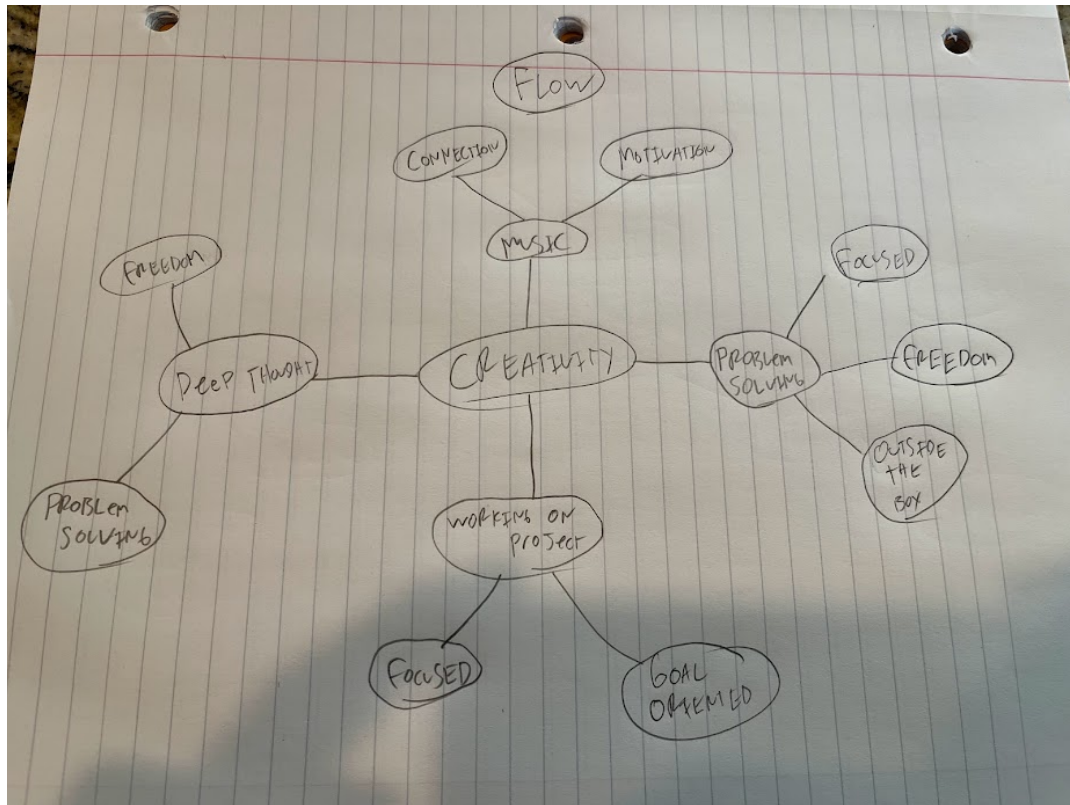 FLOW
CONNECTION
MOTIVATION
MUSIC
FREEDOM
FOCUSED
DEEP THOUGHT
CREATIVITY
PROBLEM
SOLVING
FREEDOM
OUTSIDE
THE
BOX
PROBLEM
SOLVING
WORKING ON
PROJECT
FOCUSED
GOAL
ORIENTED